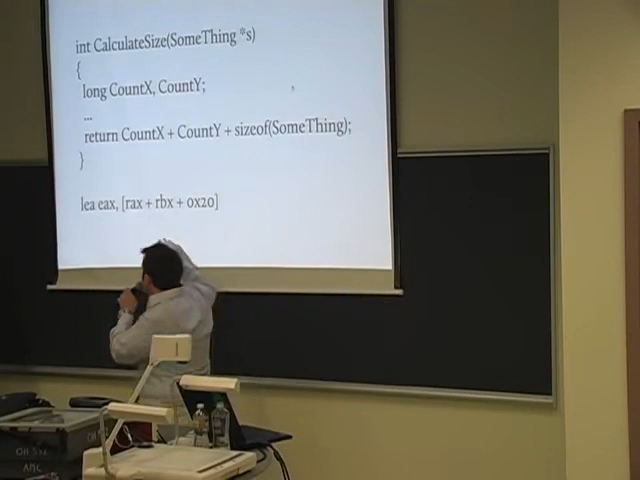 int CalculateSize(SomeThing *s)
{
long CountX, CountY;
...
return CountX + CountY + sizeof(SomeThing);
}
lea eax, [rax + rbx + 0x20]